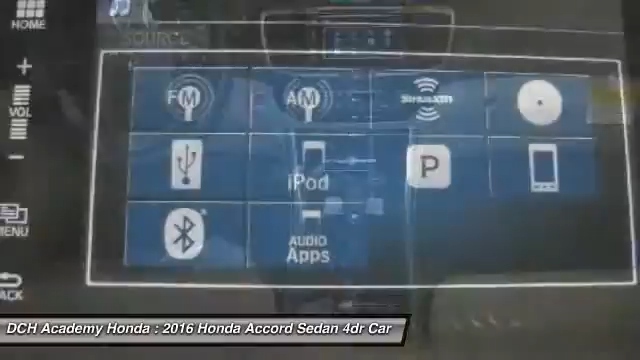 HOME
SOURCE
+
VOL
-
MENU
BACK
FM
AM
SIRIUSXM
iPod
P
AUDIO
Apps
DCH Academy Honda : 2016 Honda Accord Sedan 4dr Car